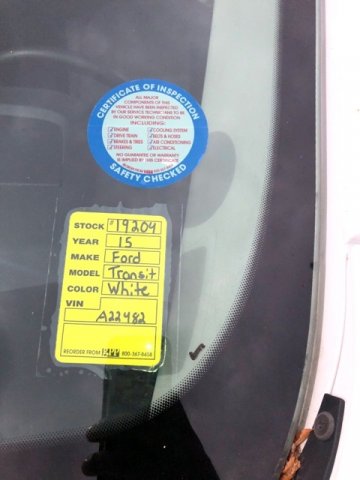 CERTIFICATE OF INSPECTION
ALL MAJOR
COMPONENTS OF THIS
VEHICLE HAVE BEEN INSPECTED
BY OUR SERVICE TECHNICIAN TO BE
IN GOOD WORKING CONDITION
INCLUDING:
ENGINE COOLING SYSTEM
DRIVE TRAIN BELTS & HOSES
BRAKES & TIRES AIR CONDITIONING
STEERING ELECTRICAL
NO GUARANTEE OR WARRANTY
IS IMPLIED BY THIS CERTIFICATE
SAFETY CHECKED
STOCK #19204
YEAR 15
MAKE Ford
MODEL Transit
COLOR White
VIN
A22482
REORDER FROM 800-367-8658